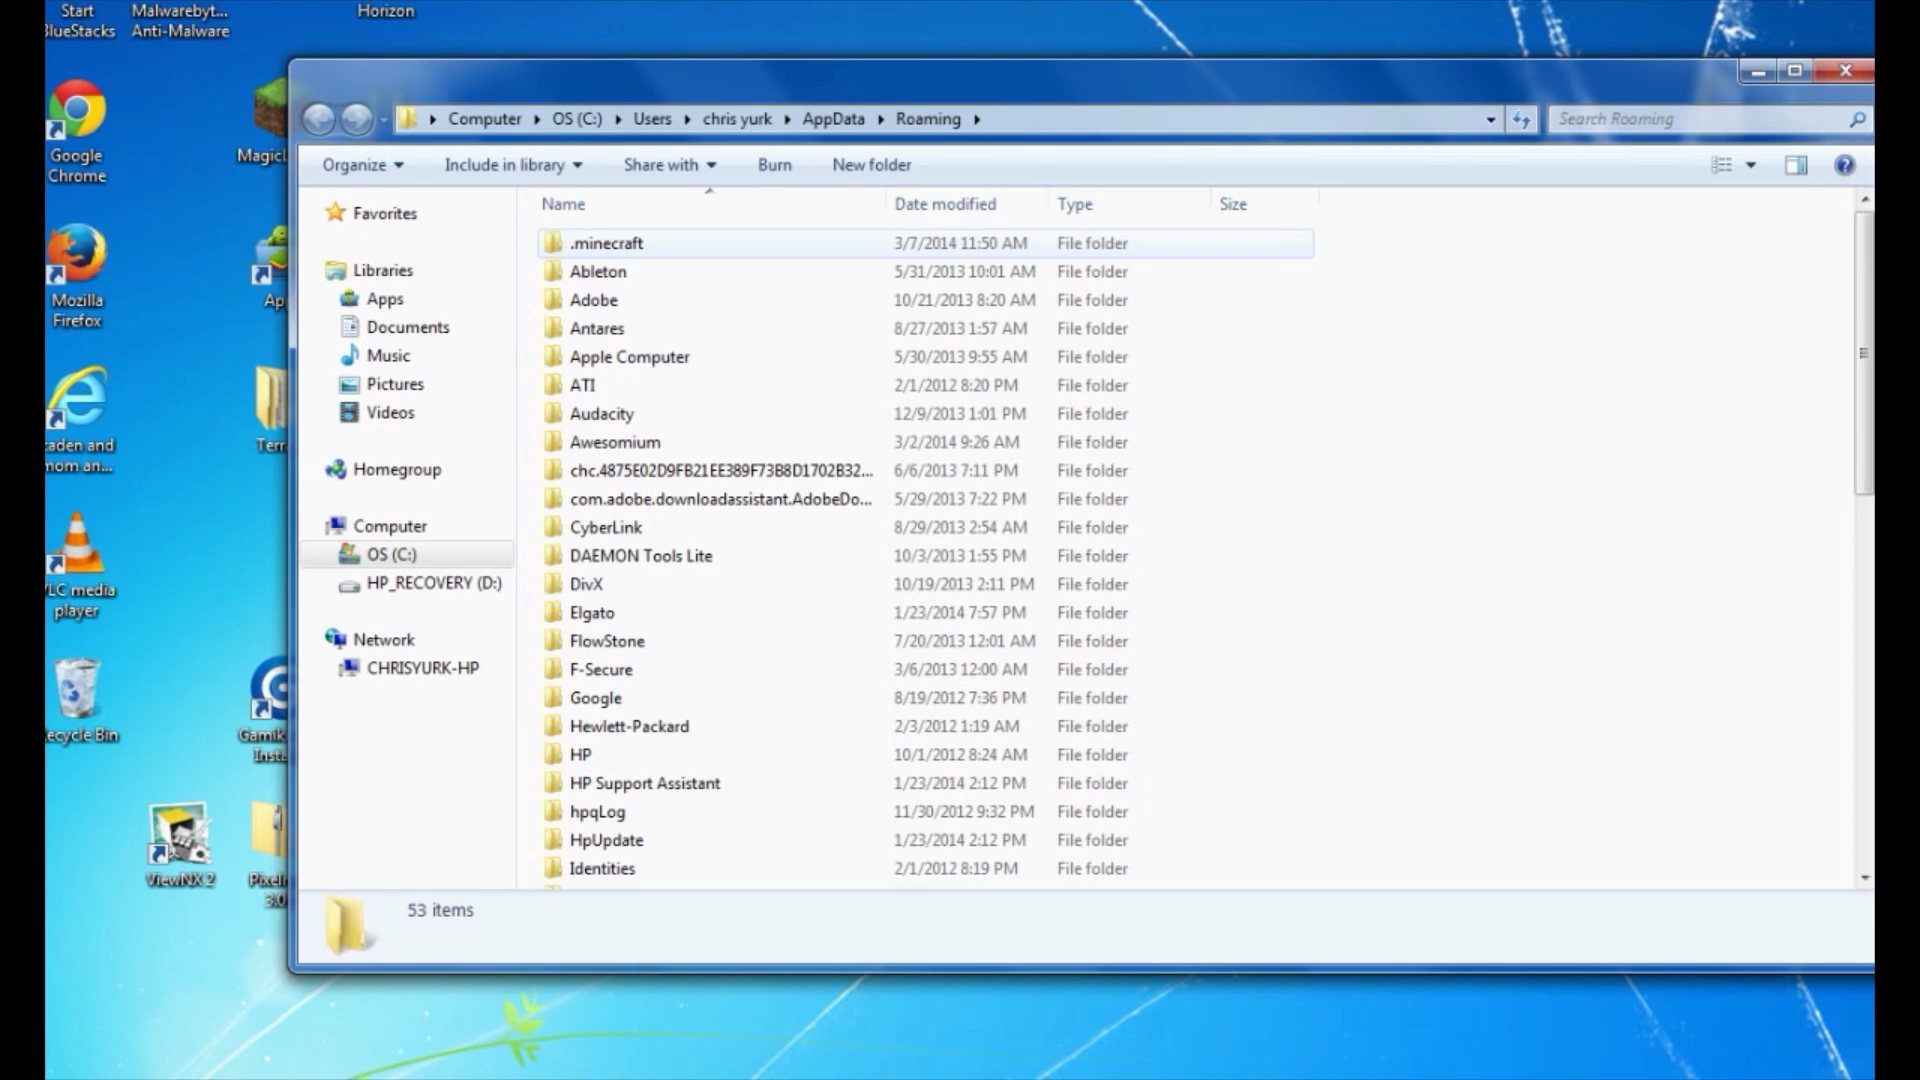 Start
BlueStacks
Malwarebyt...
Anti-Malware
Horizon
Google
Chrome
Mozilla
Firefox
player
ViewNX 2
3.0
Computer OS (C:) Users chris yurk AppData Roaming
Search Roaming
Organize Include in library Share with Burn New folder
Favorites
Libraries
Apps
Documents
Music
Pictures
Videos
Homegroup
Computer
OS (C:)
HP_RECOVERY (D:)
Network
CHRISYURK-HP
Name Date modified Type Size
.minecraft 3/7/2014 11:50 AM File folder
Ableton 5/31/2013 10:01 AM File folder
Adobe 10/21/2013 8:20 AM File folder
Antares 8/27/2013 1:57 AM File folder
Apple Computer 5/30/2013 9:55 AM File folder
ATI 2/1/2012 8:20 PM File folder
Audacity 12/9/2013 1:01 PM File folder
Awesomium 3/2/2014 9:26 AM File folder
chc.4875E02D9FB21EE389F73B8D1702B32... 6/6/2013 7:11 PM File folder
com.adobe.downloadassistant.AdobeDo... 5/29/2013 7:22 PM File folder
CyberLink 8/29/2013 2:54 AM File folder
DAEMON Tools Lite 10/3/2013 1:55 PM File folder
DivX 10/19/2013 2:11 PM File folder
Elgato 1/23/2014 7:57 PM File folder
FlowStone 7/20/2013 12:01 AM File folder
F-Secure 3/6/2013 12:00 AM File folder
Google 8/19/2012 7:36 PM File folder
Hewlett-Packard 2/3/2012 1:19 AM File folder
HP 10/1/2012 8:24 AM File folder
HP Support Assistant 1/23/2014 2:12 PM File folder
hpqLog 11/30/2012 9:32 PM File folder
HpUpdate 1/23/2014 2:12 PM File folder
Identities 2/1/2012 8:19 PM File folder
53 items